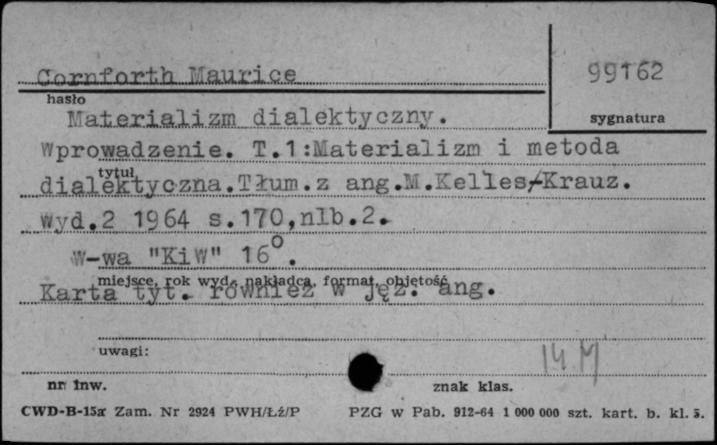 Cornforth Maurice
99162
hasło
sygnatura
Materializm dialektyczny.
Wprowadzenie. T.1:Materializm i metoda
tytuł
dialektyczna.Tłum.z ang.M.Kelles-Krauz.
Wyd.2 1964 s.170,nlb.2.
W-wa "KiW" 16°.
miejsce, rok wyd., nakładca, format, objętość
Karta tyt. również w jęz. ang.
uwagi:
14 M
nr inw.
znak klas.
CWD-B-15a Zam. Nr 2924 PWH/Łź/P
PZG w Pab. 912-64 1 000 000 szt. kart. b. kl. 5.